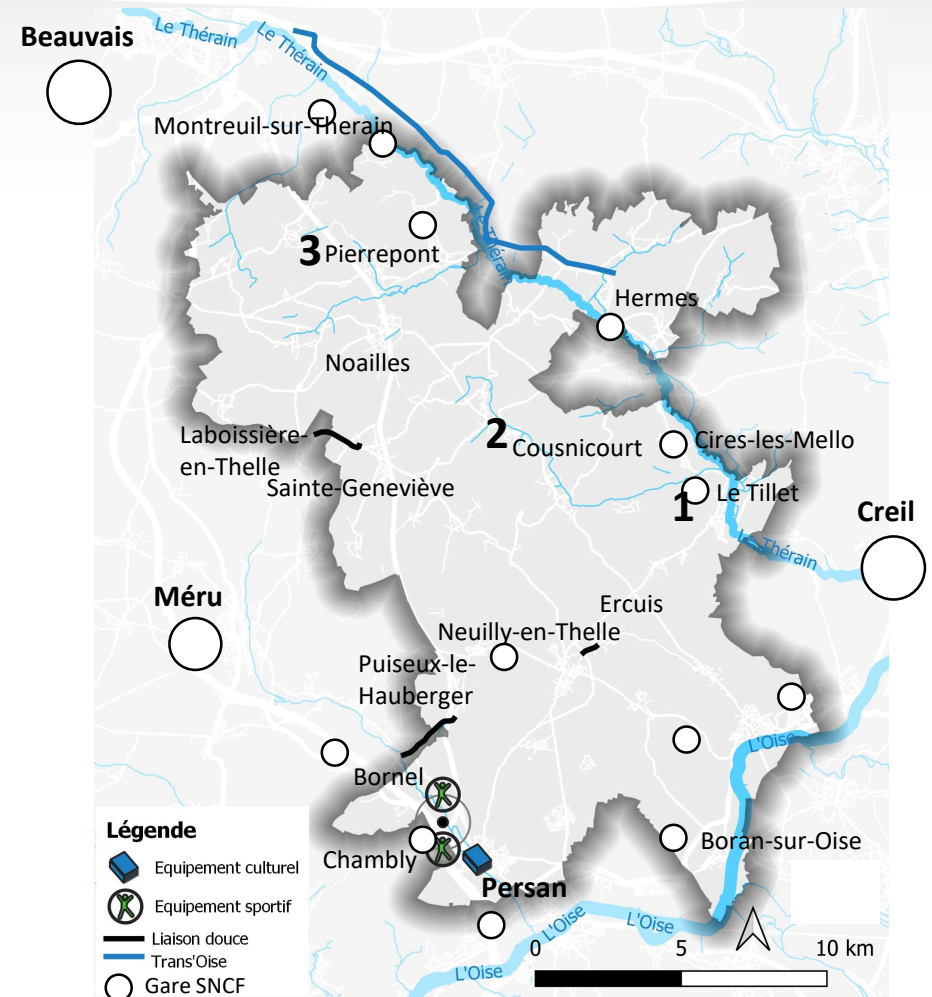 Le Thérain
Le Thérain
Beauvais
Montreuil-sur-Therain
Le Thérain
3 Pierrepont
Hermes
Noailles
Laboissière-
en-Thelle
2 Cousnicourt
Cires-les-Mello
Sainte-Geneviève
1 Le Tillet
Creil
Le Thérain
Méru
Ercuis
Neuilly-en-Thelle
Puiseux-le-
Hauberger
L'Oise
Bornel
Chambly
Boran-sur-Oise
Persan
L'Oise
L'Oise
L'Oise
Légende
Equipement culturel
Equipement sportif
Liaison douce
Trans'Oise
Gare SNCF
0 5 10 km